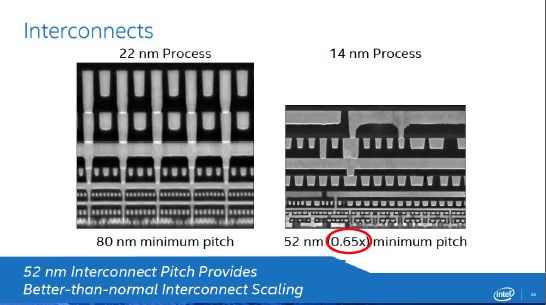 Interconnects
22 nm Process
14 nm Process
80 nm minimum pitch
52 nm (0.65x) minimum pitch
52 nm Interconnect Pitch Provides
Better-than-normal Interconnect Scaling
intel